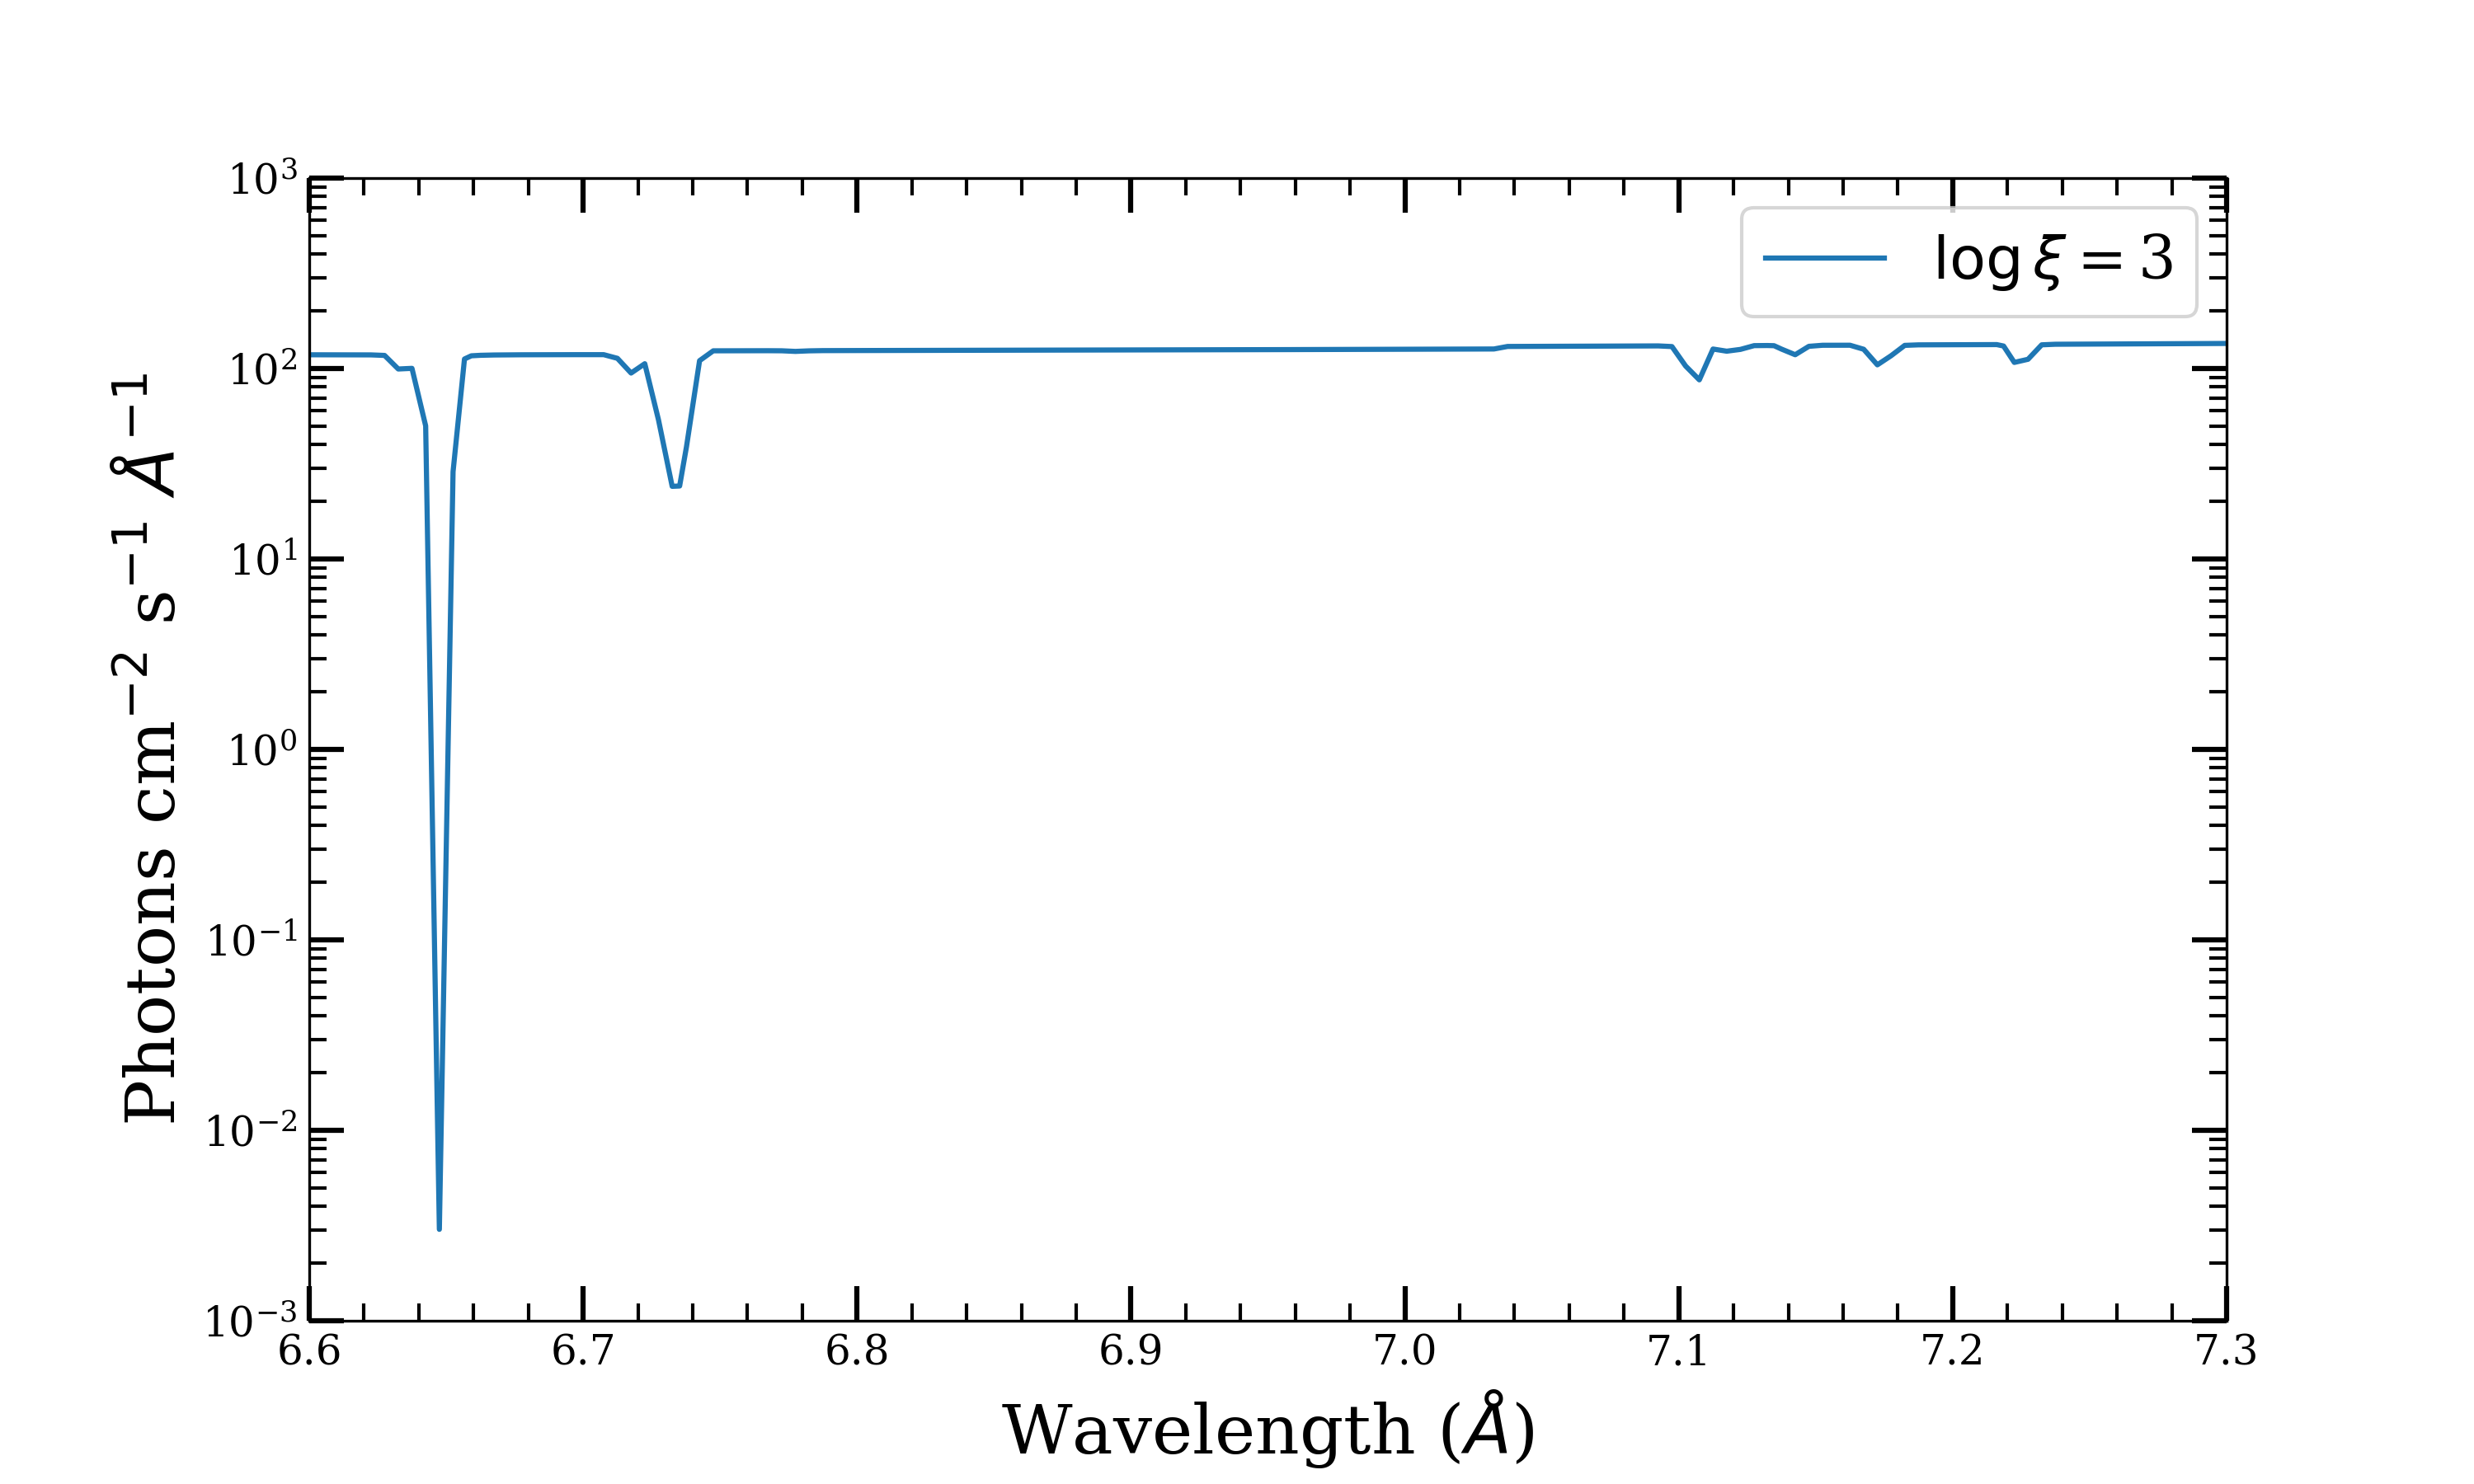 10³
10²
10¹
10⁰
10⁻¹
10⁻²
10⁻³
Photons cm⁻² s⁻¹ Å⁻¹
log ξ = 3
6.6 6.7 6.8 6.9 7.0 7.1 7.2 7.3
Wavelength (Å)